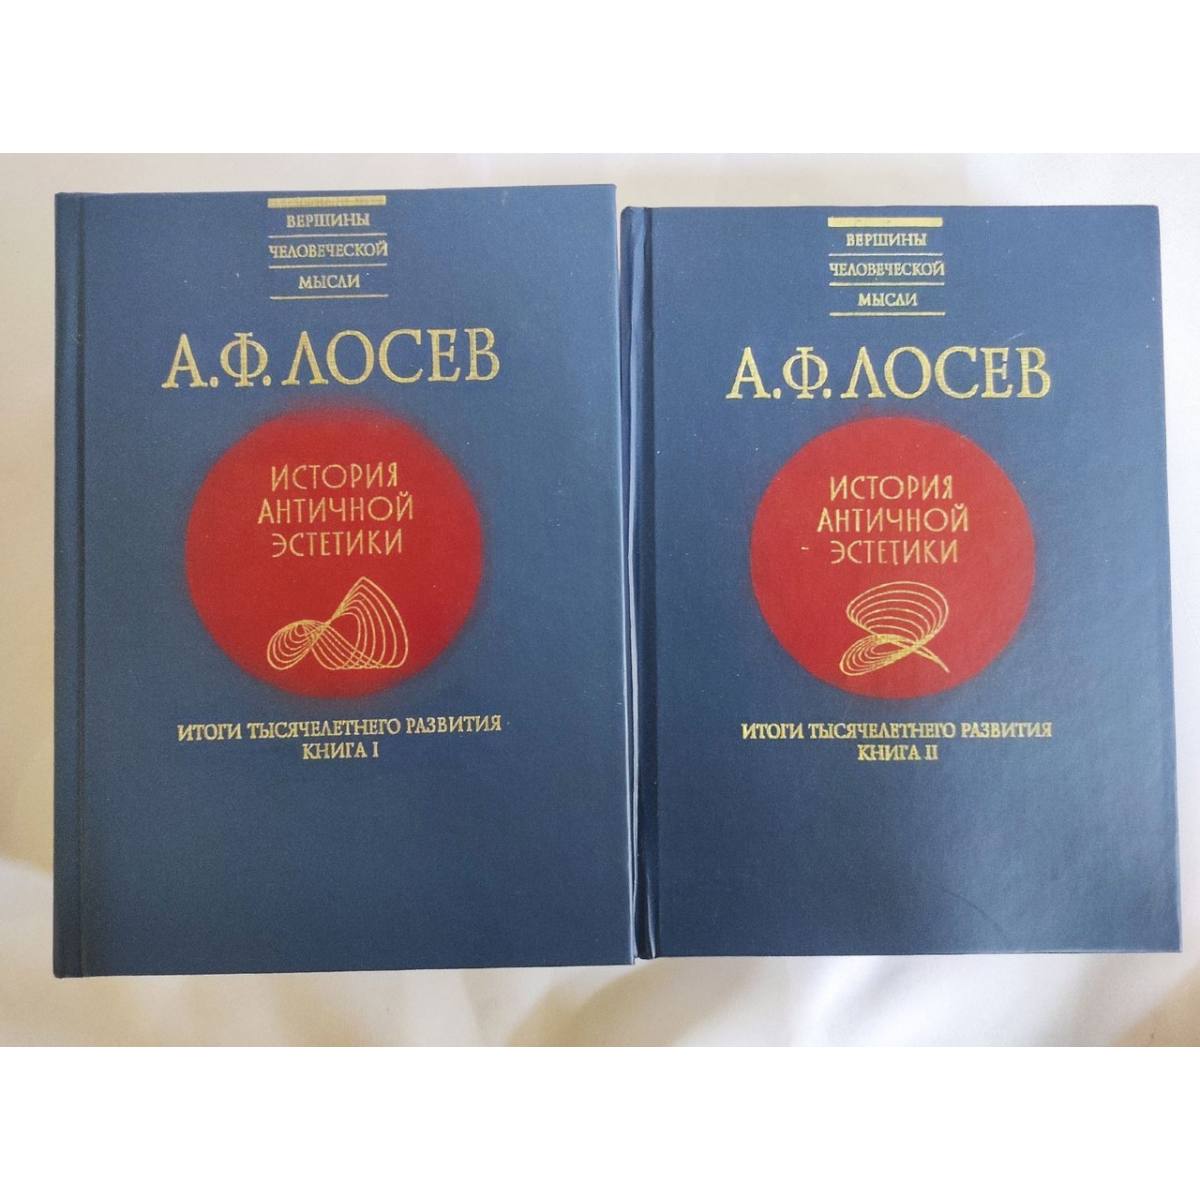 ВЕРШИНЫ
ЧЕЛОВЕЧЕСКОЙ
МЫСЛИ
А.Ф. ЛОСЕВ
ИСТОРИЯ
АНТИЧНОЙ
ЭСТЕТИКИ
ИТОГИ ТЫСЯЧЕЛЕТНЕГО РАЗВИТИЯ
КНИГА I
ВЕРШИНЫ
ЧЕЛОВЕЧЕСКОЙ
МЫСЛИ
А.Ф. ЛОСЕВ
ИСТОРИЯ
АНТИЧНОЙ
ЭСТЕТИКИ
ИТОГИ ТЫСЯЧЕЛЕТНЕГО РАЗВИТИЯ
КНИГА II